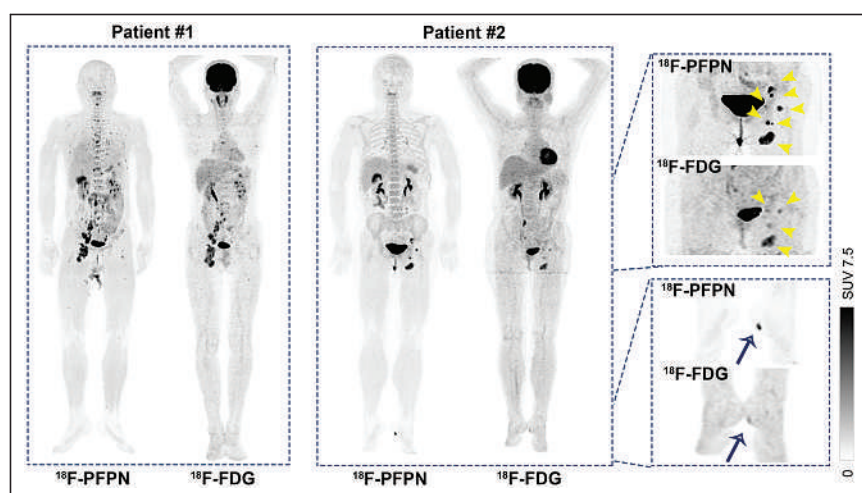 Patient #1
Patient #2
¹⁸F-PFPN
¹⁸F-FDG
¹⁸F-PFPN
¹⁸F-FDG
SUV 7.5
0
¹⁸F-PFPN
¹⁸F-FDG
¹⁸F-PFPN
¹⁸F-FDG